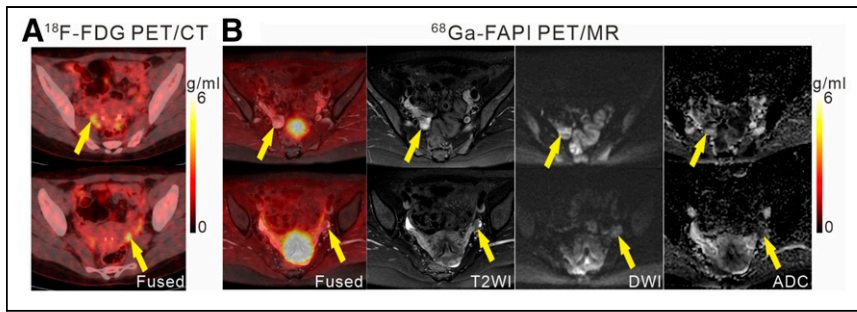 A ¹⁸F-FDG PET/CT
B ⁶⁸Ga-FAPI PET/MR
g/ml
6
0
Fused
Fused
T2WI
DWI
ADC
g/ml
6
0